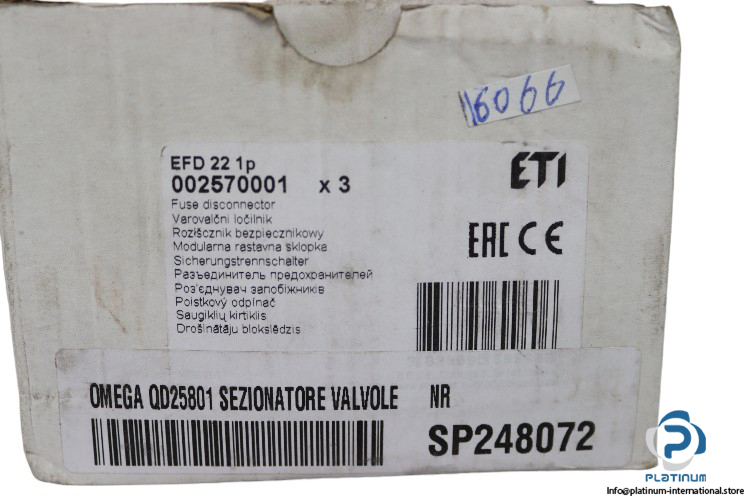 16066
EFD 22 1p
002570001 x 3
ETI
Fuse disconnector
Varovalčni ločilnik
Rozłącznik bezpiecznikowy
Modularna rastavna sklopka
Sicherungstrennschalter
Разъединитель предохранителей
Роз'єднувач запобіжників
Poistkový odpínač
Saugiklių kirtiklis
Drošinātāju bloksledzis
EAC CE
OMEGA QD25801 SEZIONATORE VALVOLE NR
SP248072
PLATINUM
Info@platinum-international.store